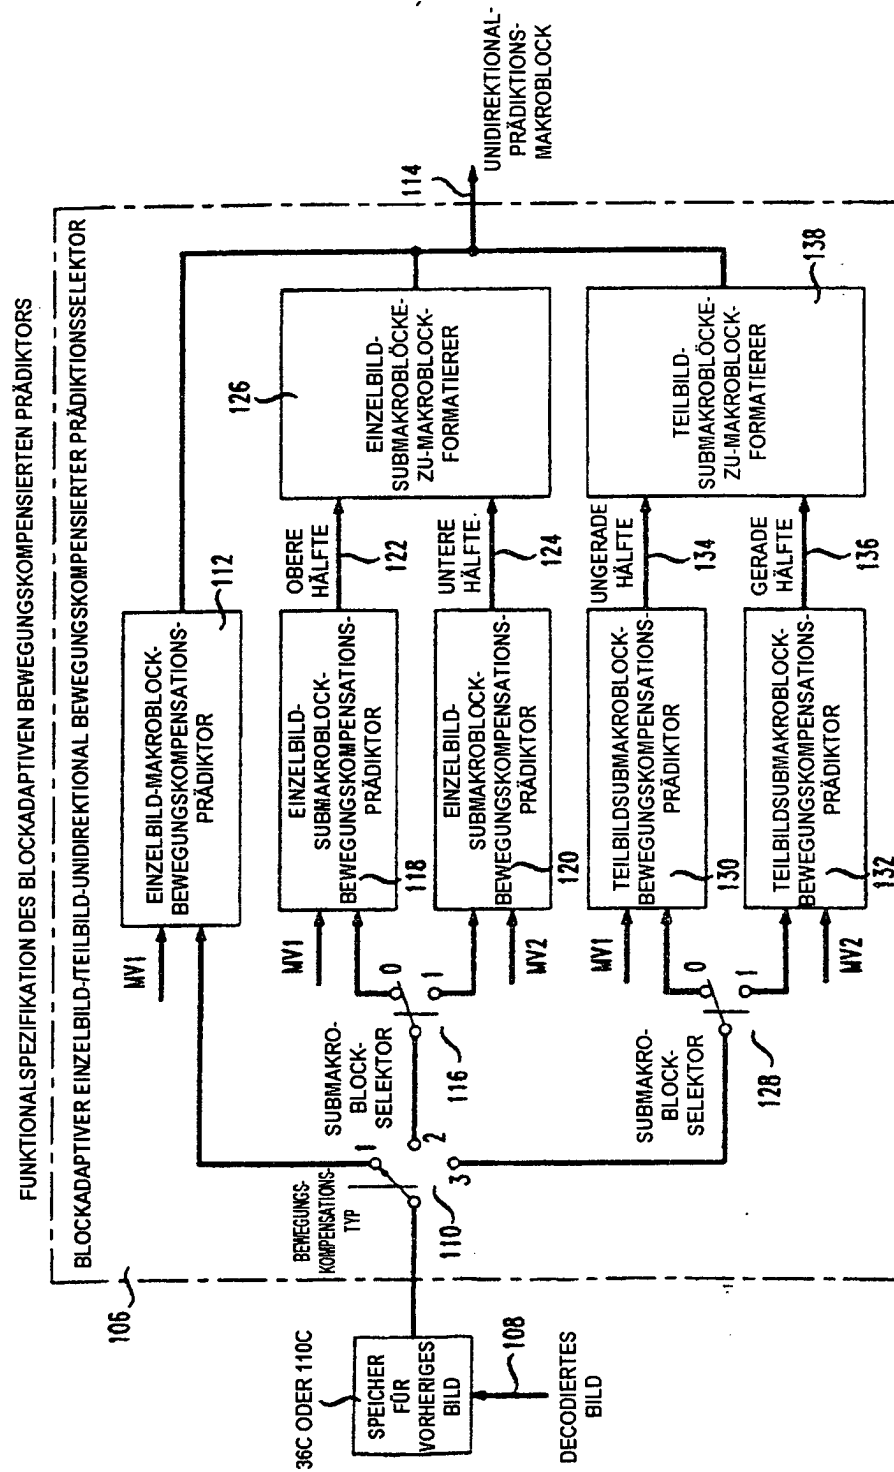 FUNKTIONALSPEZIFIKATION DES BLOCKADAPTIVEN BEWEGUNGSKOMPENSIERTEN PRÄDIKTORS
106
BLOCKADAPTIVER EINZELBILD-/TEILBILD-UNIDIREKTIONAL BEWEGUNGSKOMPENSIERTER PRÄDIKTIONSSELEKTOR
36C ODER 110C
SPEICHER
FÜR
VORHERIGES
BILD
108
DECODIERTES
BILD
BEWEGUNGS-
KOMPENSATIONS-
TYP
1
2
3
110
MV1
EINZELBILD-MAKROBLOCK-
BEWEGUNGSKOMPENSATIONS-
PRÄDIKTOR
112
SUBMAKRO-
BLOCK-
SELEKTOR
0
1
116
MV1
EINZELBILD-
SUBMAKROBLOCK-
BEWEGUNGSKOMPENSATIONS-
PRÄDIKTOR
118
OBERE
HÄLFTE
122
MV2
EINZELBILD-
SUBMAKROBLOCK-
BEWEGUNGSKOMPENSATIONS-
PRÄDIKTOR
120
UNTERE
HÄLFTE.
124
126
EINZELBILD-
SUBMAKROBLÖCKE-
ZU-MAKROBLOCK-
FORMATIERER
SUBMAKRO-
BLOCK-
SELEKTOR
0
1
128
MV1
TEILBILDSUBMAKROBLOCK-
BEWEGUNGSKOMPENSATIONS-
PRÄDIKTOR
130
UNGERADE
HÄLFTE
134
MV2
TEILBILDSUBMAKROBLOCK-
BEWEGUNGSKOMPENSATIONS-
PRÄDIKTOR
132
GERADE
HÄLFTE
136
TEILBILD-
SUBMAKROBLÖCKE-
ZU-MAKROBLOCK-
FORMATIERER
138
114
UNIDIREKTIONAL-
PRÄDIKTIONS-
MAKROBLOCK